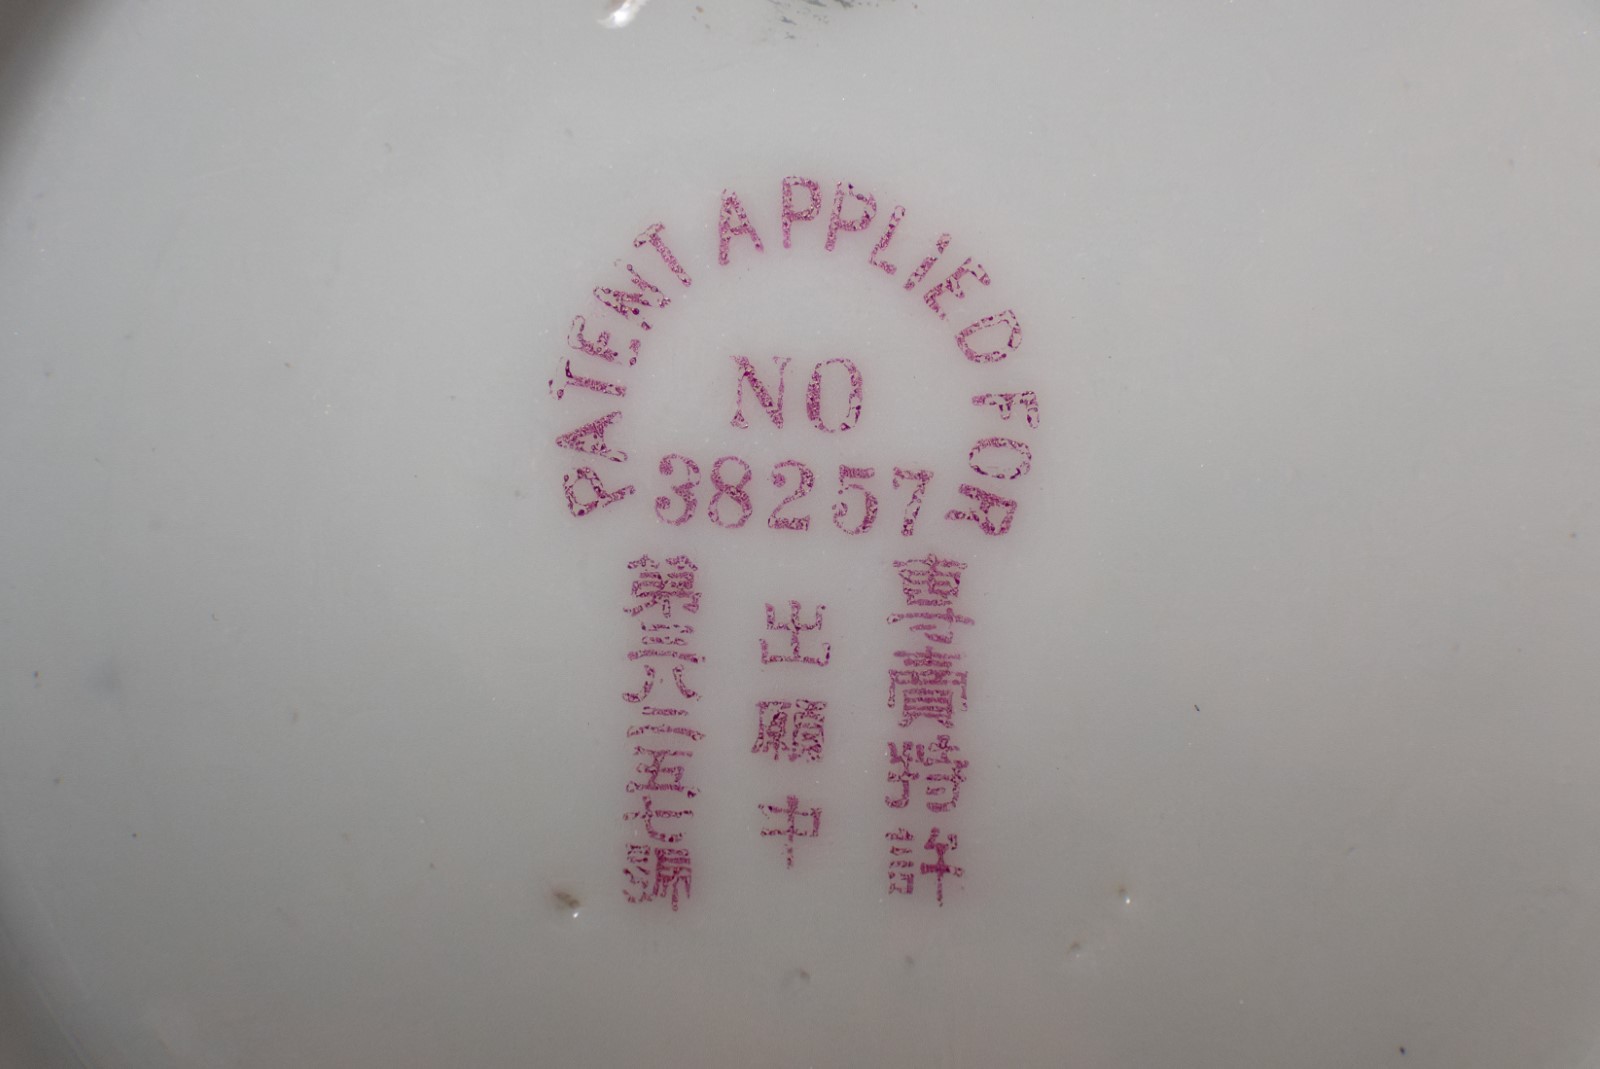 PATENT APPLIED FOR
NO
38257
專賣特許
出願中
第三八二五七號